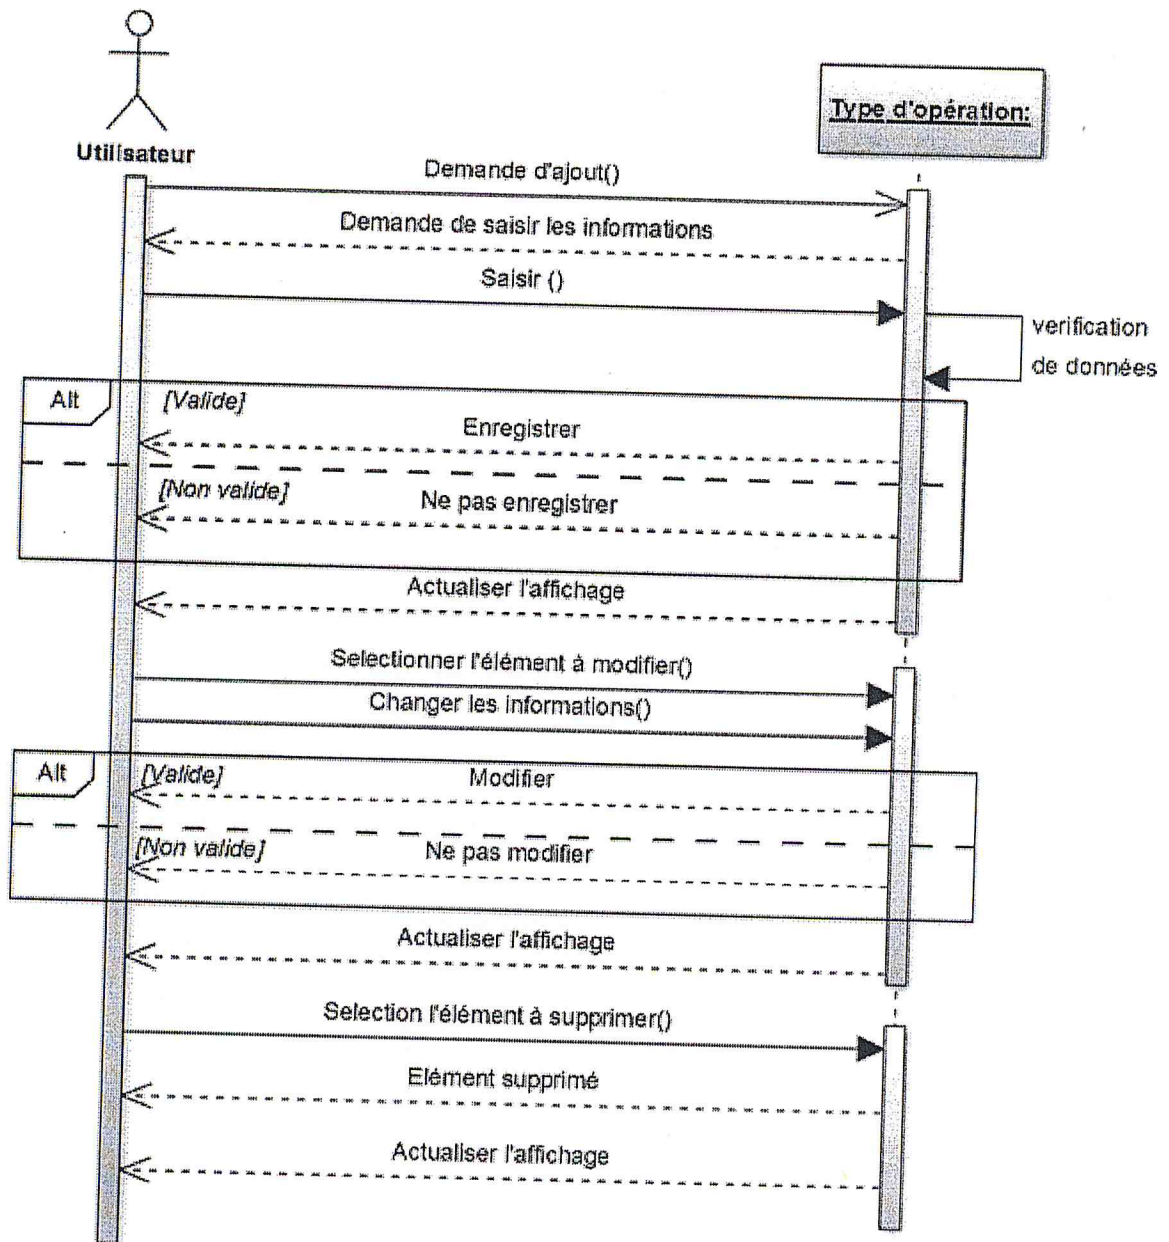 Utilisateur
Type d'opération:
Demande d'ajout()
Demande de saisir les informations
Saisir ()
verification
de données
Alt
[Valide]
Enregistrer
[Non valide]
Ne pas enregistrer
Actualiser l'affichage
Selectionner l'élément à modifier()
Changer les informations()
Alt
[Valide]
Modifier
[Non valide]
Ne pas modifier
Actualiser l'affichage
Selection l'élément à supprimer()
Elément supprimé
Actualiser l'affichage